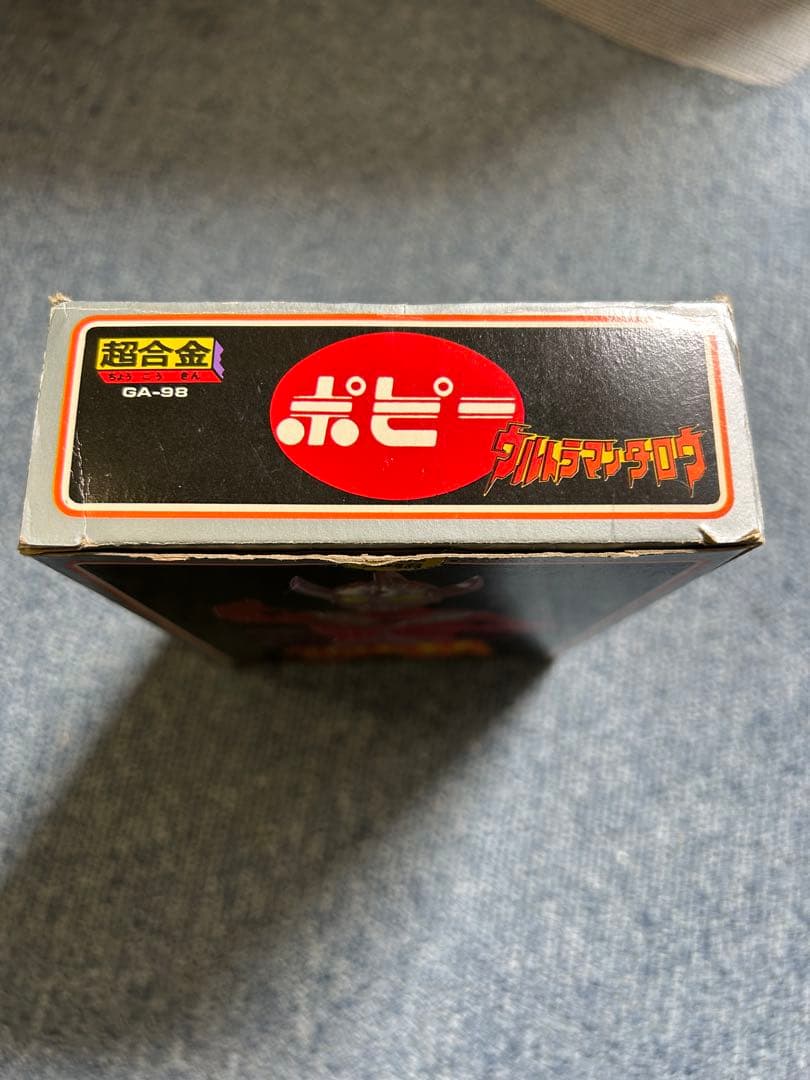 超合金
ちょうごうきん
GA-98
ポピー
ウルトラマンタロウ